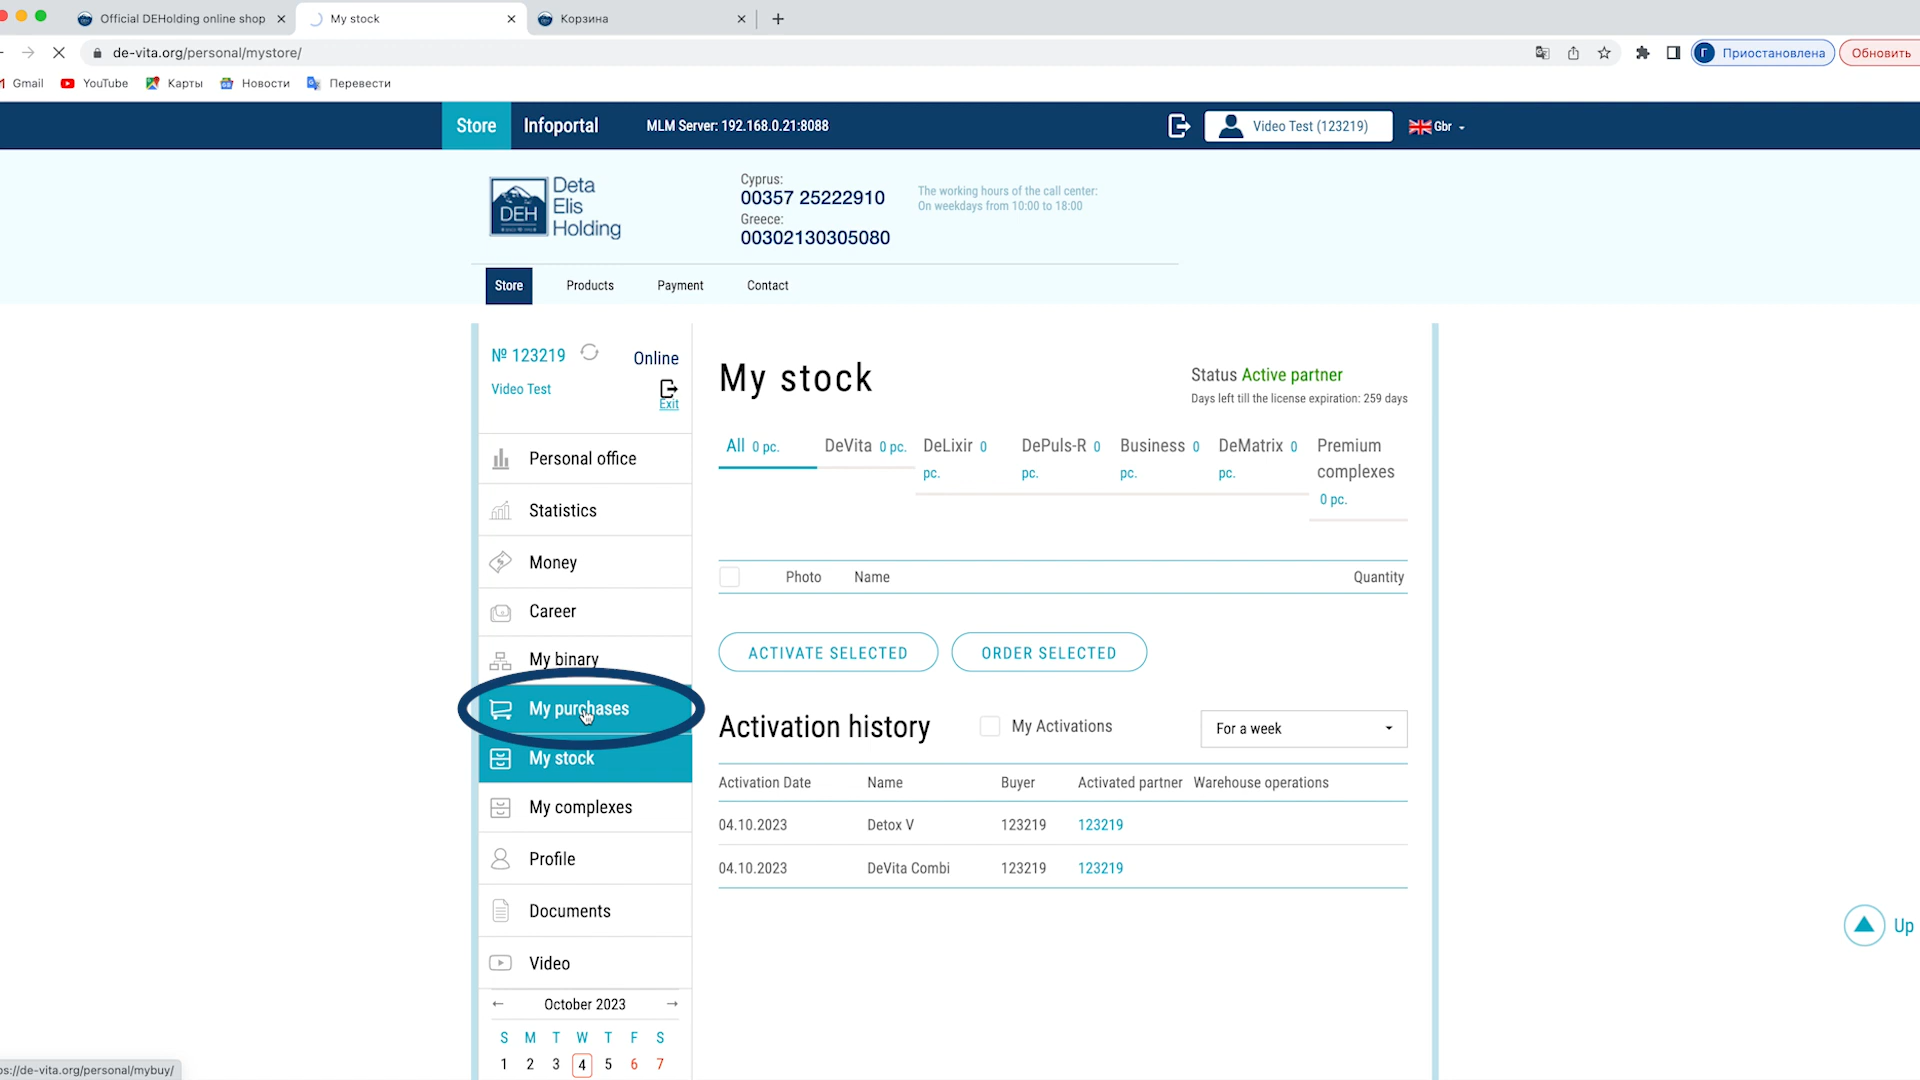 Official DEHolding online shop
My stock
Корзина
de-vita.org/personal/mystore/
Г Приостановлена
Обновить
Gmail
YouTube
Карты
Новости
Перевести
Store
Infoportal
MLM Server: 192.168.0.21:8088
Video Test (123219)
Gbr
DEH
Deta
Elis
Holding
Cyprus:
00357 25222910
Greece:
00302130305080
The working hours of the call center:
On weekdays from 10:00 to 18:00
Store
Products
Payment
Contact
№ 123219
Online
Video Test
Exit
Personal office
Statistics
Money
Career
My binary
My purchases
My stock
My complexes
Profile
Documents
Video
← October 2023 →
S M T W T F S
1 2 3 4 5 6 7
My stock
Status Active partner
Days left till the license expiration: 259 days
All 0 pc.
DeVita 0 pc.
DeLixir 0
pc.
DePuls-R 0
pc.
Business 0
pc.
DeMatrix 0
pc.
Premium
complexes
0 pc.
Photo Name Quantity
ACTIVATE SELECTED
ORDER SELECTED
Activation history
My Activations
For a week
Activation Date Name Buyer Activated partner Warehouse operations
04.10.2023 Detox V 123219 123219
04.10.2023 DeVita Combi 123219 123219
Up
ps://de-vita.org/personal/mybuy/